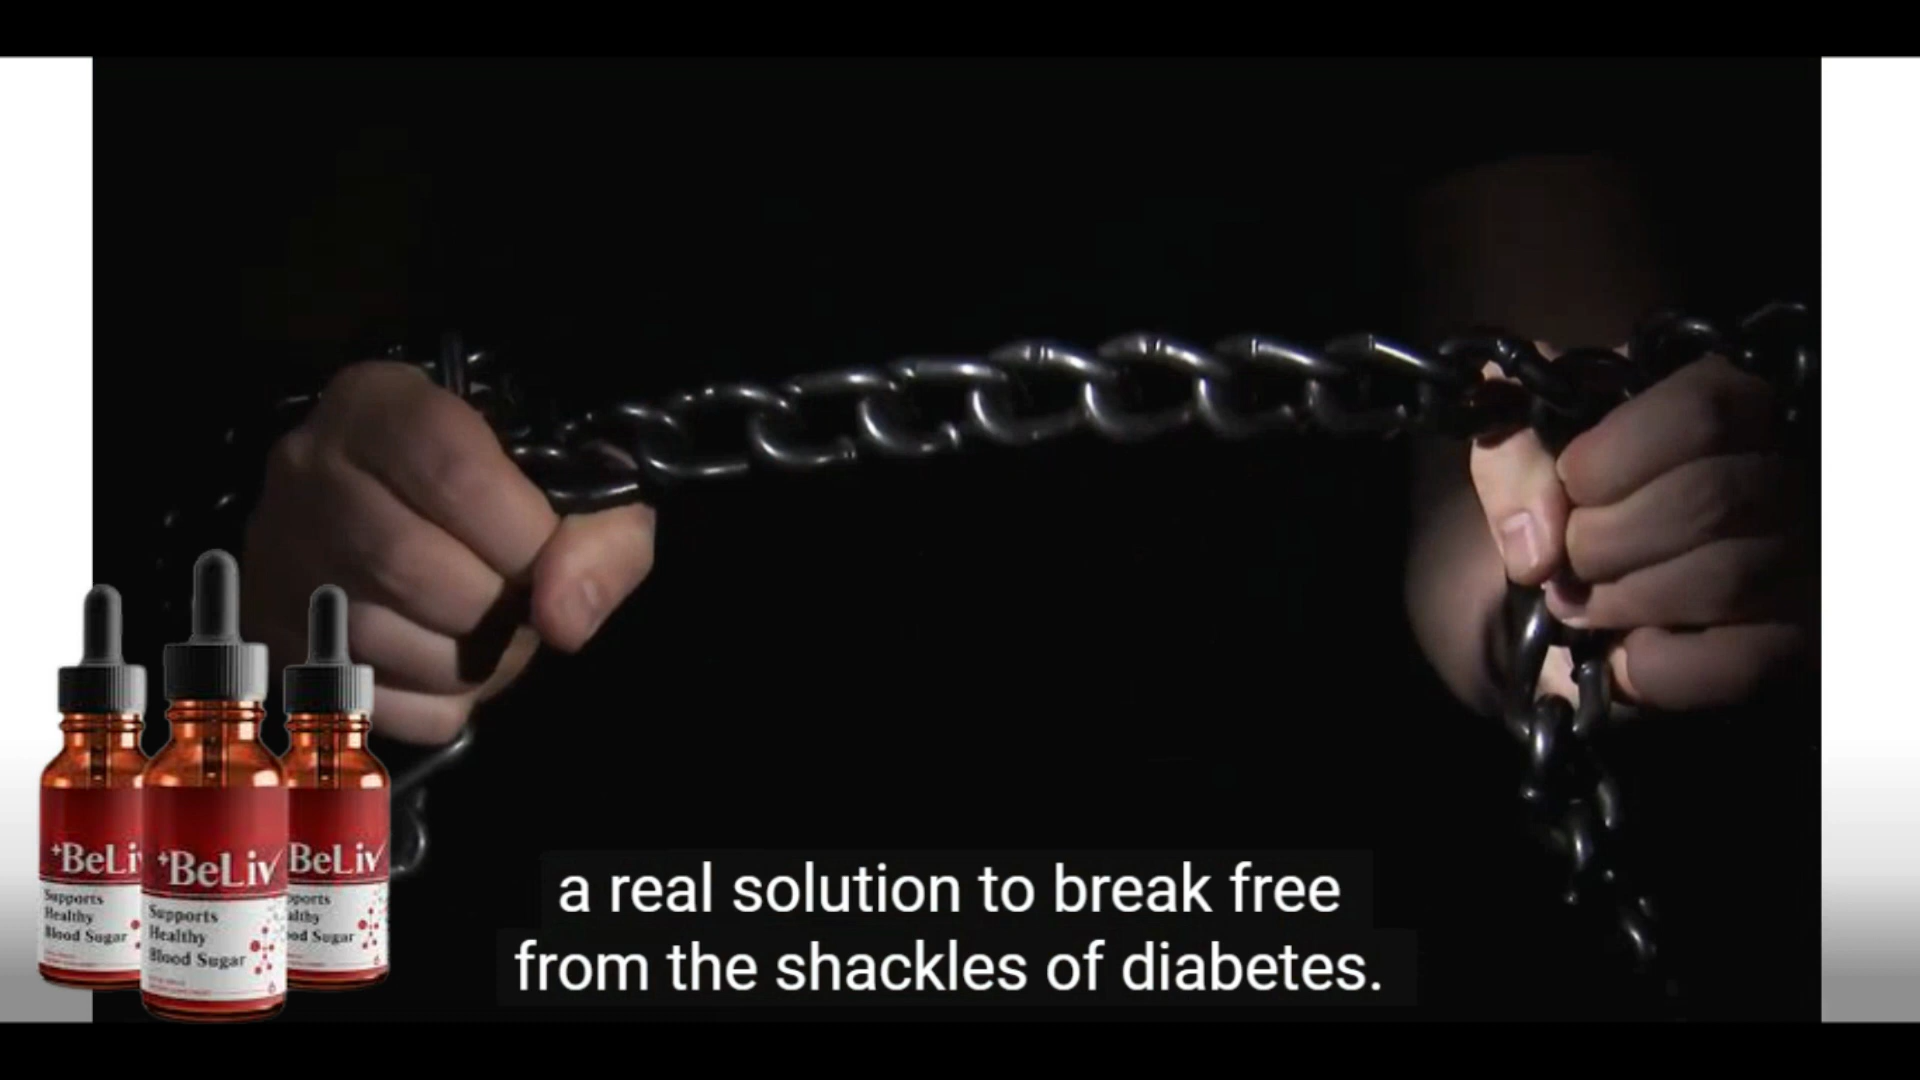 +BeLiv
Supports
Healthy
Blood Sugar
+BeLiv
Supports
Healthy
Blood Sugar
BeLiv
Blood Sugar
a real solution to break free
from the shackles of diabetes.